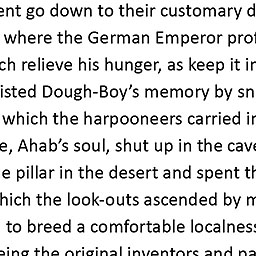 ent go down to their customary d
where the German Emperor prof
ch relieve his hunger, as keep it in
isted Dough-Boy’s memory by sn
which the harpooneers carried in
e, Ahab’s soul, shut up in the cave
e pillar in the desert and spent th
hich the look-outs ascended by m
to breed a comfortable localness
eing the original inventors and pa